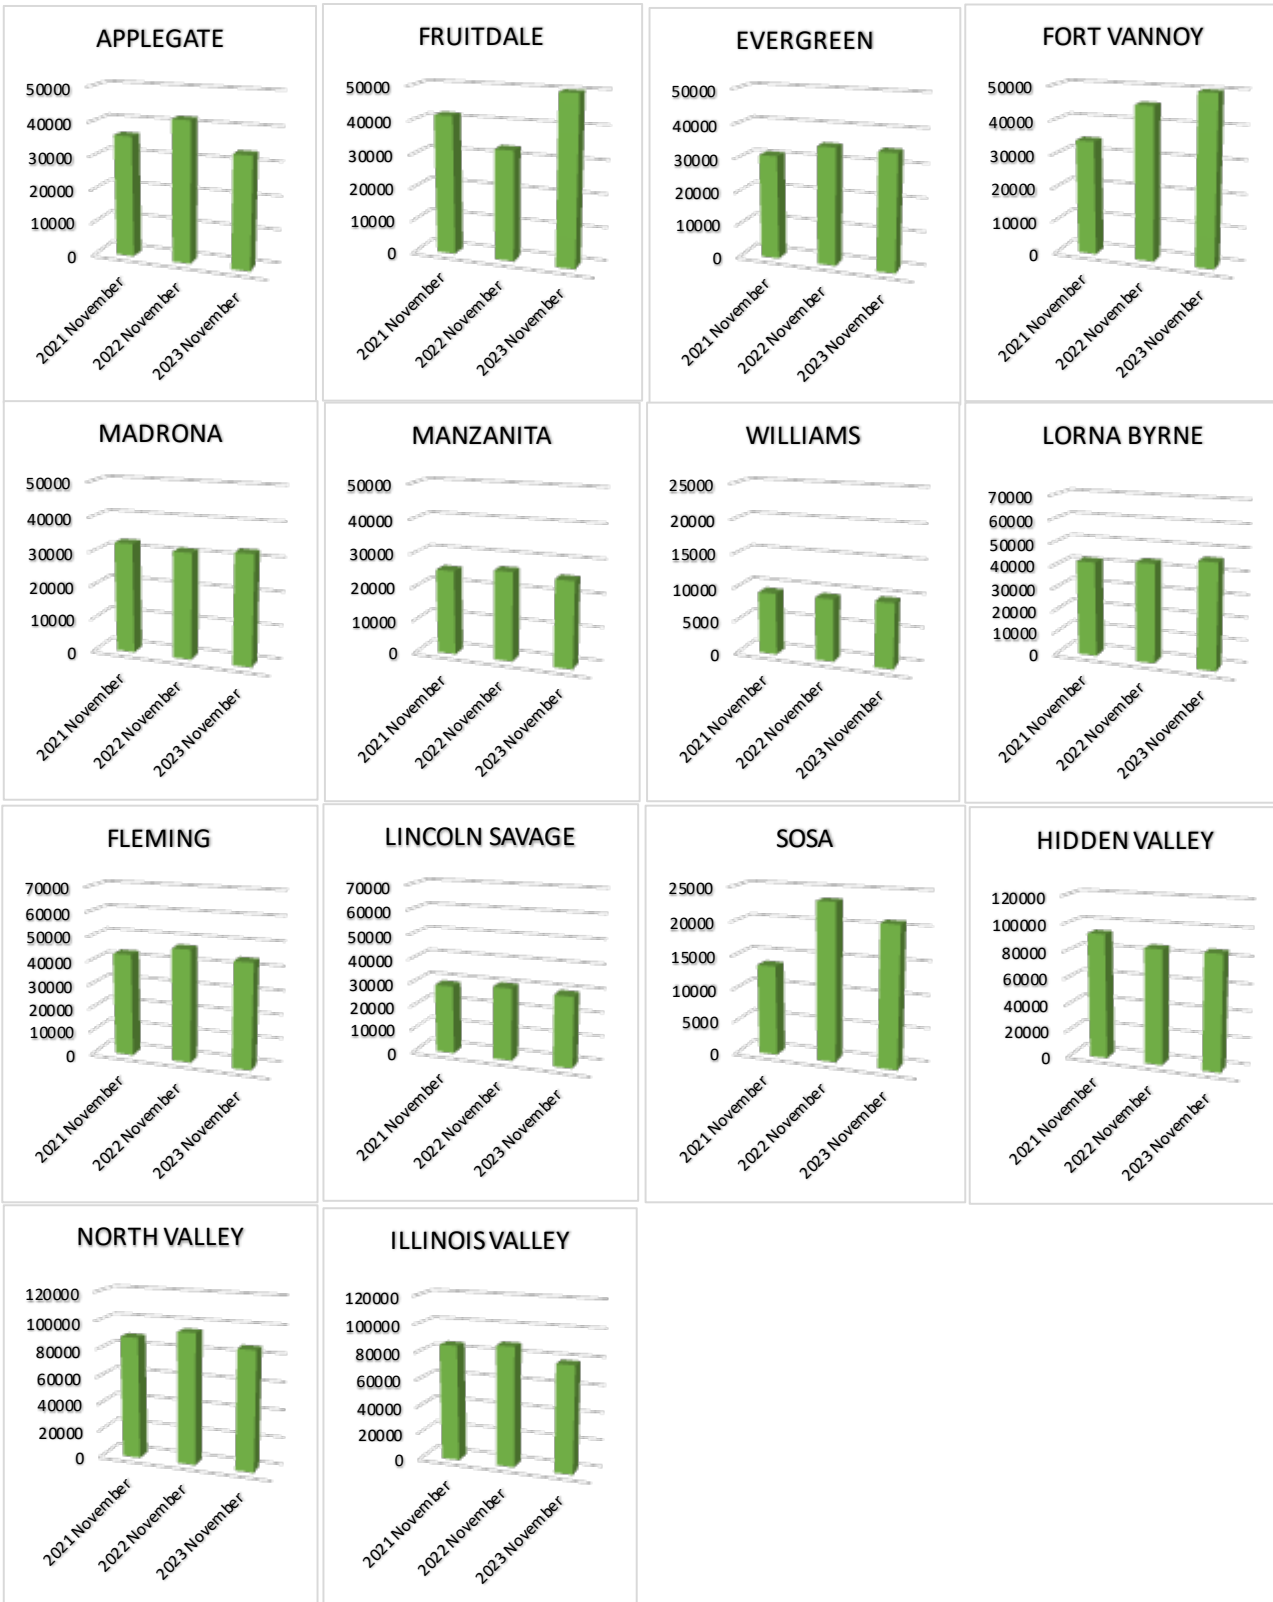 APPLEGATE
50000
40000
30000
20000
10000
0
2021 November
2022 November
2023 November
FRUITDALE
50000
40000
30000
20000
10000
0
2021 November
2022 November
2023 November
EVERGREEN
50000
40000
30000
20000
10000
0
2021 November
2022 November
2023 November
FORT VANNOY
50000
40000
30000
20000
10000
0
2021 November
2022 November
2023 November
MADRONA
50000
40000
30000
20000
10000
0
2021 November
2022 November
2023 November
MANZANITA
50000
40000
30000
20000
10000
0
2021 November
2022 November
2023 November
WILLIAMS
25000
20000
15000
10000
5000
0
2021 November
2022 November
2023 November
LORNA BYRNE
70000
60000
50000
40000
30000
20000
10000
0
2021 November
2022 November
2023 November
FLEMING
70000
60000
50000
40000
30000
20000
10000
0
2021 November
2022 November
2023 November
LINCOLN SAVAGE
70000
60000
50000
40000
30000
20000
10000
0
2021 November
2022 November
2023 November
SOSA
25000
20000
15000
10000
5000
0
2021 November
2022 November
2023 November
HIDDEN VALLEY
120000
100000
80000
60000
40000
20000
0
2021 November
2022 November
2023 November
NORTH VALLEY
120000
100000
80000
60000
40000
20000
0
2021 November
2022 November
2023 November
ILLINOIS VALLEY
120000
100000
80000
60000
40000
20000
0
2021 November
2022 November
2023 November